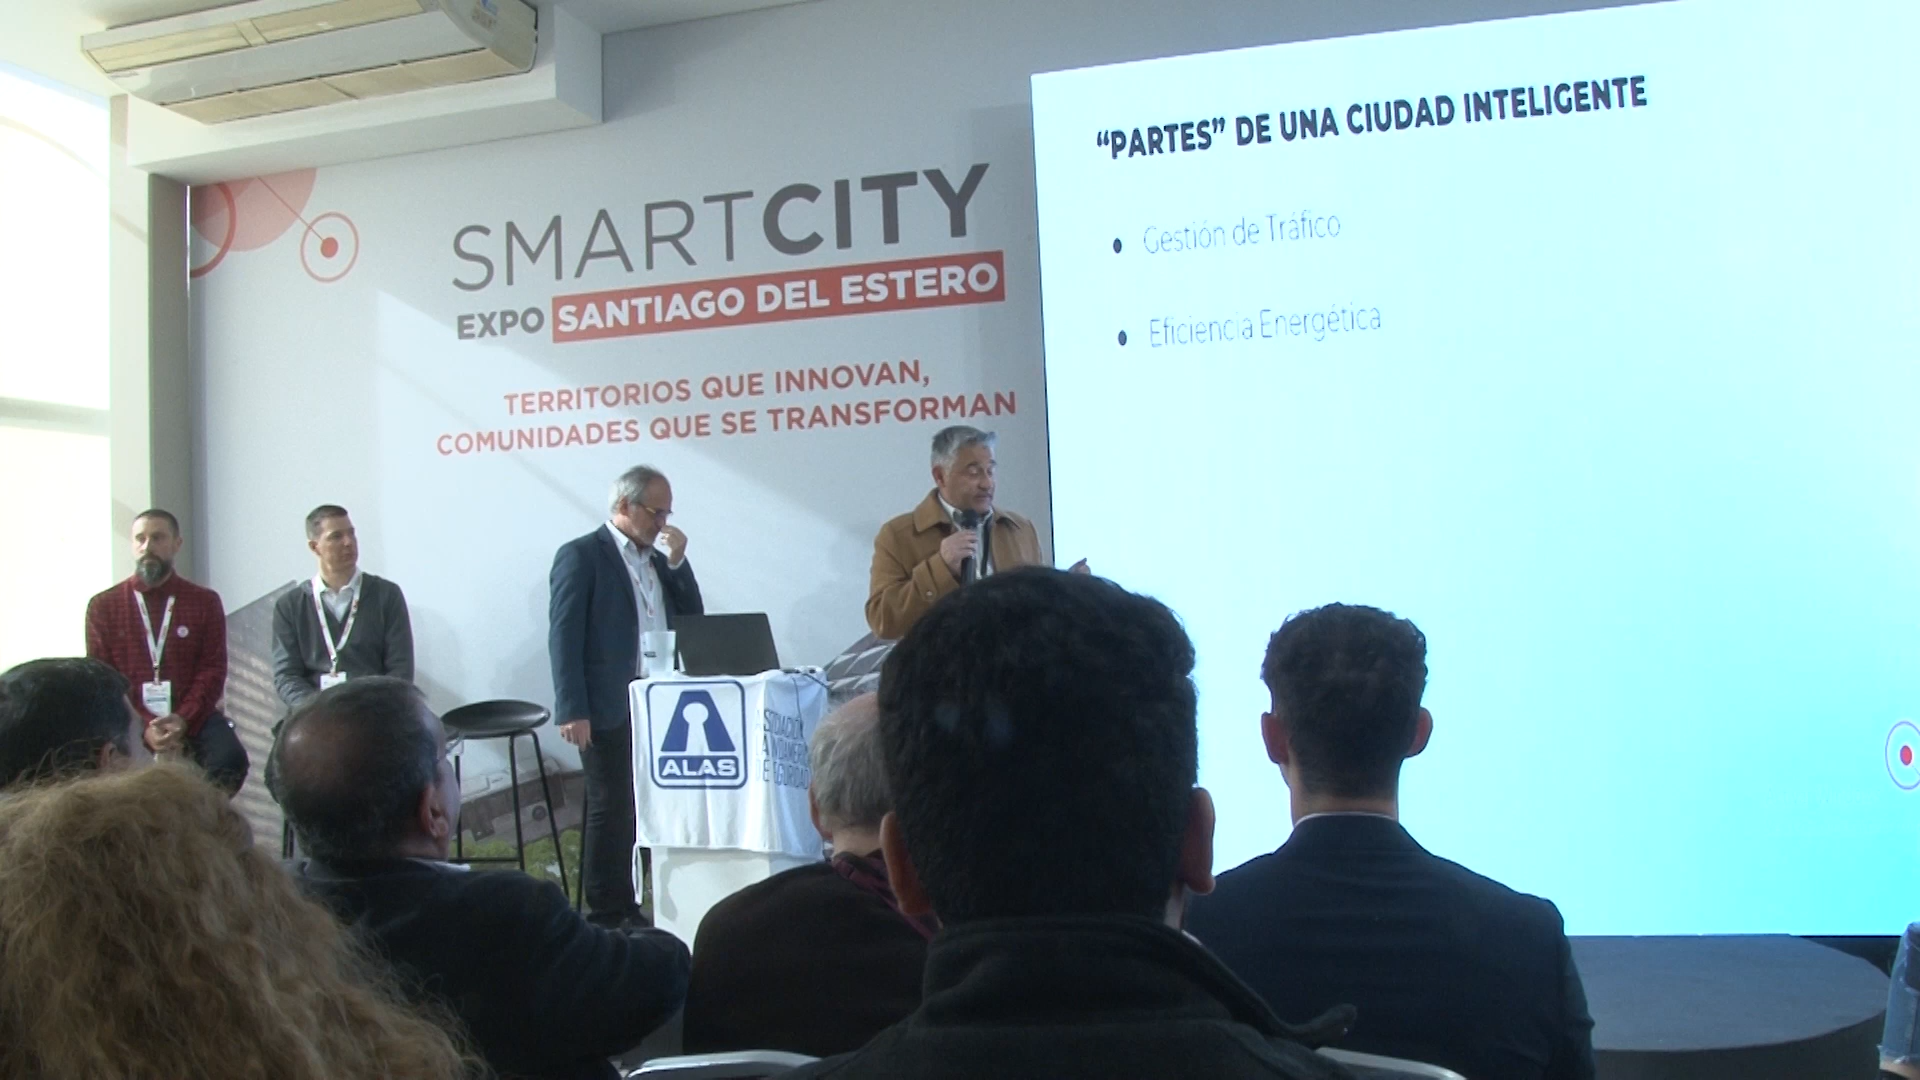 SMARTCITY
EXPO SANTIAGO DEL ESTERO
TERRITORIOS QUE INNOVAN,
COMUNIDADES QUE SE TRANSFORMAN
“PARTES” DE UNA CIUDAD INTELIGENTE
• Gestión de Tráfico
• Eficiencia Energética
ALAS